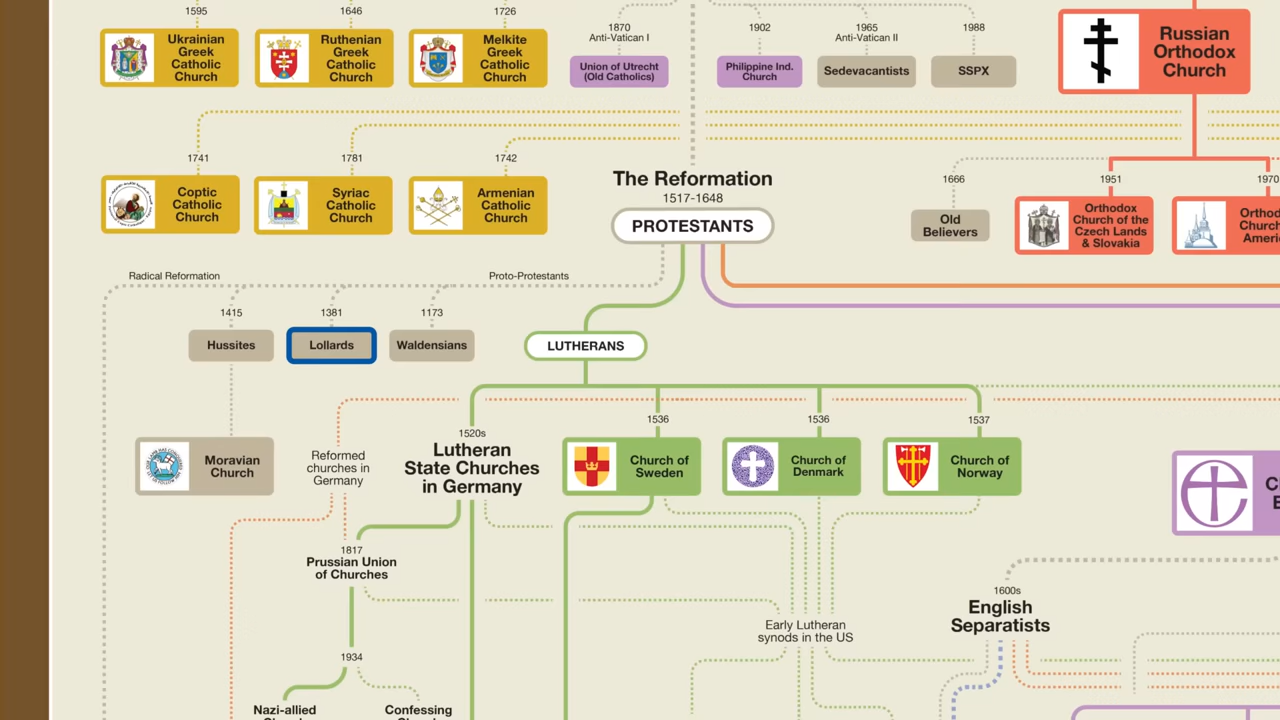 1595
1646
1726
Ukrainian
Greek
Catholic
Church
Ruthenian
Greek
Catholic
Church
Melkite
Greek
Catholic
Church
1870
Anti-Vatican I
Union of Utrecht
(Old Catholics)
1902
Philippine Ind.
Church
1965
Anti-Vatican II
Sedevacantists
1988
SSPX
Russian
Orthodox
Church
1741
Coptic
Catholic
Church
1781
Syriac
Catholic
Church
1742
Armenian
Catholic
Church
The Reformation
1517-1648
PROTESTANTS
1666
Old
Believers
1951
Orthodox
Church of the
Czech Lands
& Slovakia
1970
Radical Reformation
Proto-Protestants
1415
Hussites
1381
Lollards
1173
Waldensians
LUTHERANS
Moravian
Church
Reformed
churches in
Germany
1520s
Lutheran
State Churches
in Germany
1536
Church of
Sweden
1536
Church of
Denmark
1537
Church of
Norway
1817
Prussian Union
of Churches
1600s
English
Separatists
Early Lutheran
synods in the US
1934
Nazi-allied
Confessing